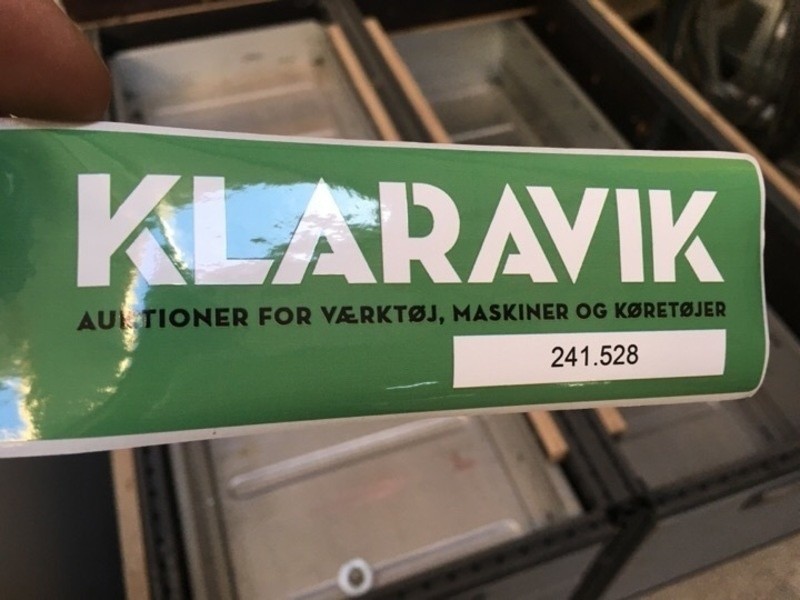 KLARAVIK
AUKTIONER FOR VÆRKTØJ, MASKINER OG KØRETØJER
241.528